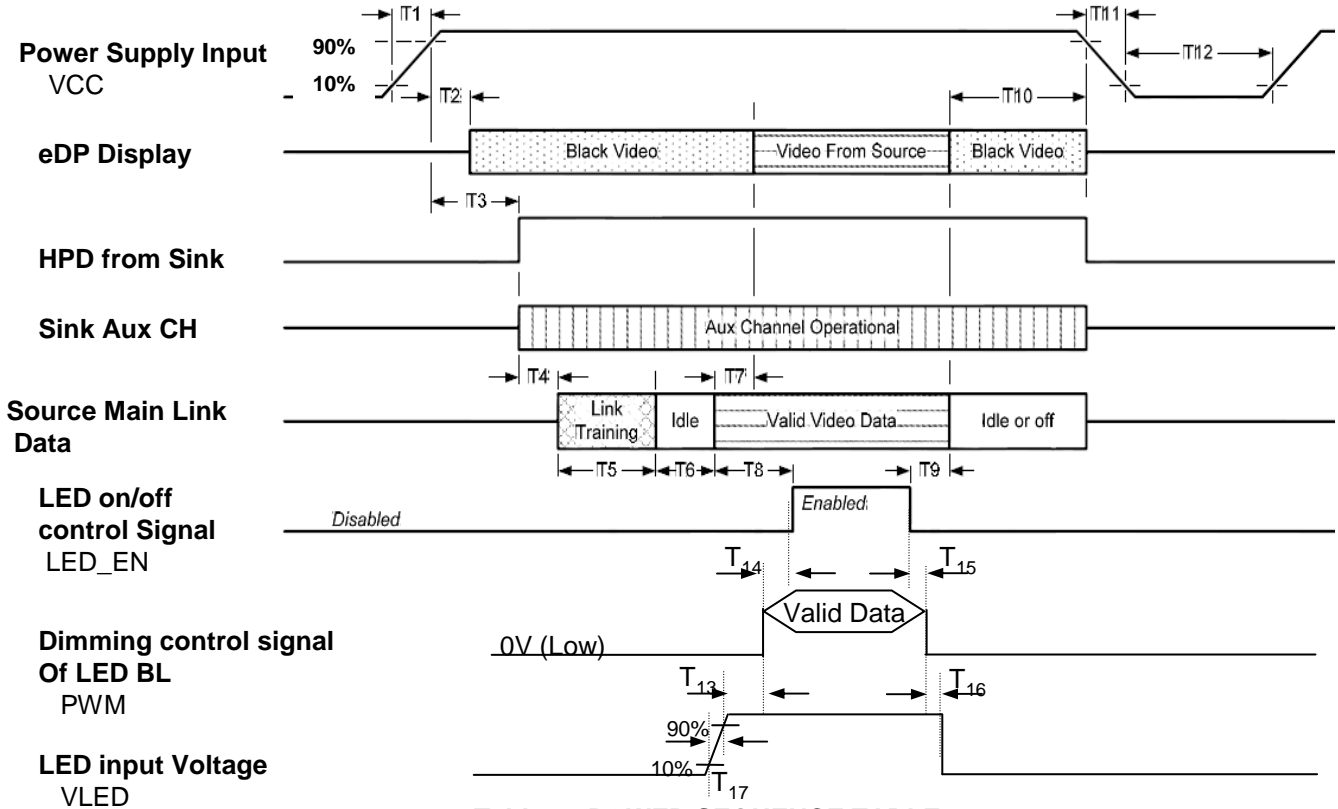 T1
T11
Power Supply Input
VCC
90%
10%
T2
T12
T10
eDP Display
Black Video
Video From Source
Black Video
T3
HPD from Sink
Sink Aux CH
Aux Channel Operational
T4
T7
Source Main Link
Data
Link
Training
Idle
Valid Video Data
Idle or off
T5
T6
T8
T9
LED on/off
control Signal
LED_EN
Disabled
Enabled
T14
T15
Valid Data
Dimming control signal
Of LED BL
PWM
0V (Low)
T13
T16
90%
10%
T17
LED input Voltage
VLED